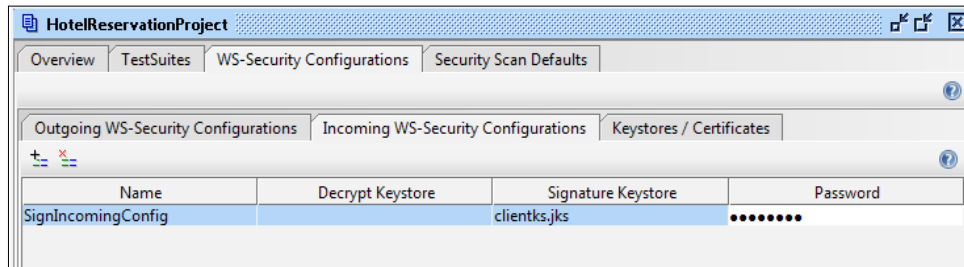 HotelReservationProject
Overview TestSuites WS-Security Configurations Security Scan Defaults
Outgoing WS-Security Configurations Incoming WS-Security Configurations Keystores / Certificates
Name Decrypt Keystore Signature Keystore Password
SignIncomingConfig clientks.jks ●●●●●●●●